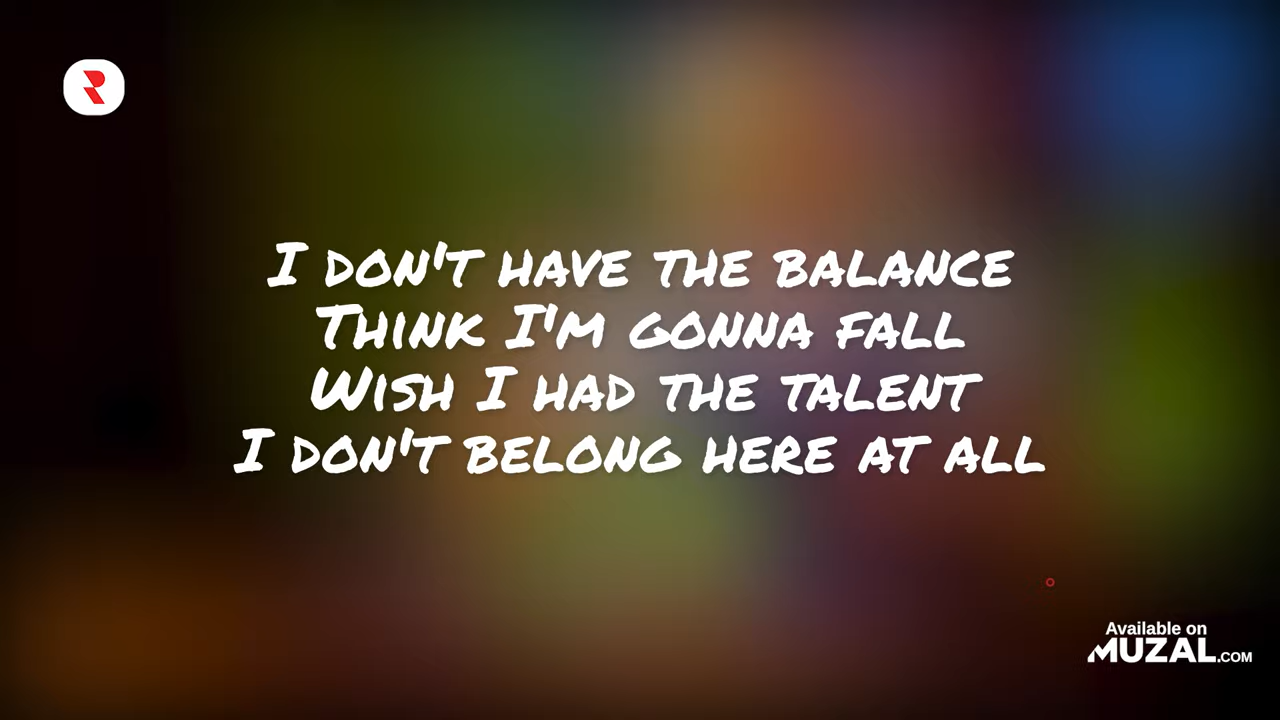 I DON'T HAVE THE BALANCE
THINK I'M GONNA FALL
WISH I HAD THE TALENT
I DON'T BELONG HERE AT ALL
R
Available on
MUZAL.COM